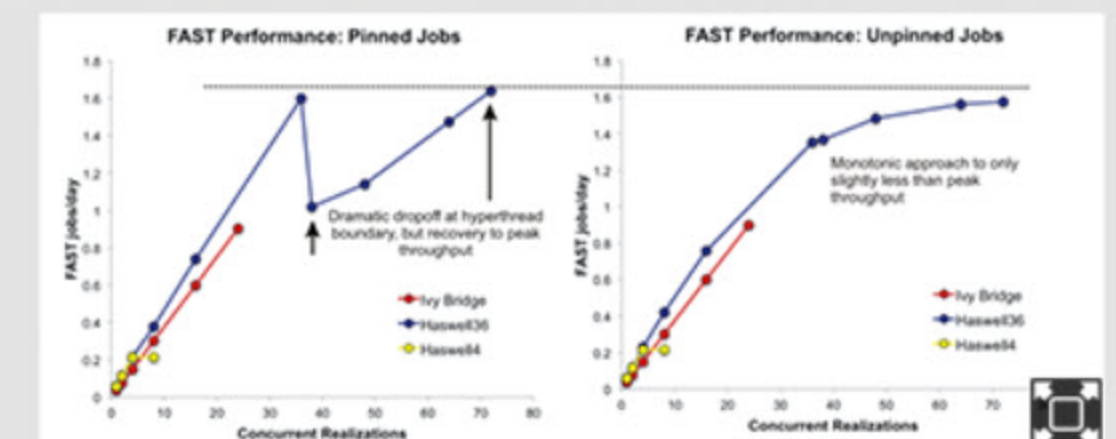 FAST Performance: Pinned Jobs
1.8
1.6
1.4
1.2
1
0.8
0.6
0.4
0.2
0
FAST jobs/day
Dramatic dropoff at hyperthread
boundary, but recovery to peak
throughput
Ivy Bridge
Haswell36
Haswell4
0 10 20 30 40 50 60 70 80
Concurrent Realizations
FAST Performance: Unpinned Jobs
1.8
1.6
1.4
1.2
1
0.8
0.6
0.4
0.2
0
FAST jobs/day
Monotonic approach to only
slightly less than peak
throughput
Ivy Bridge
Haswell36
Haswell4
0 10 20 30 40 50 60 70
Concurrent Realizations